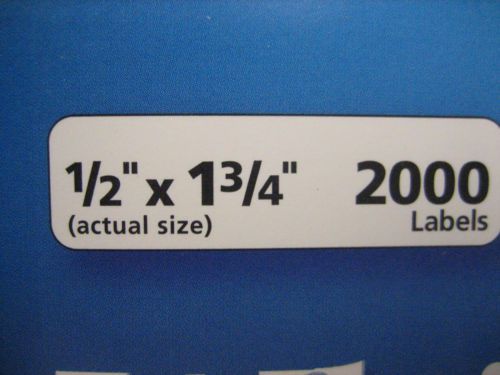 1/2" x 1 3/4" 2000
(actual size) Labels